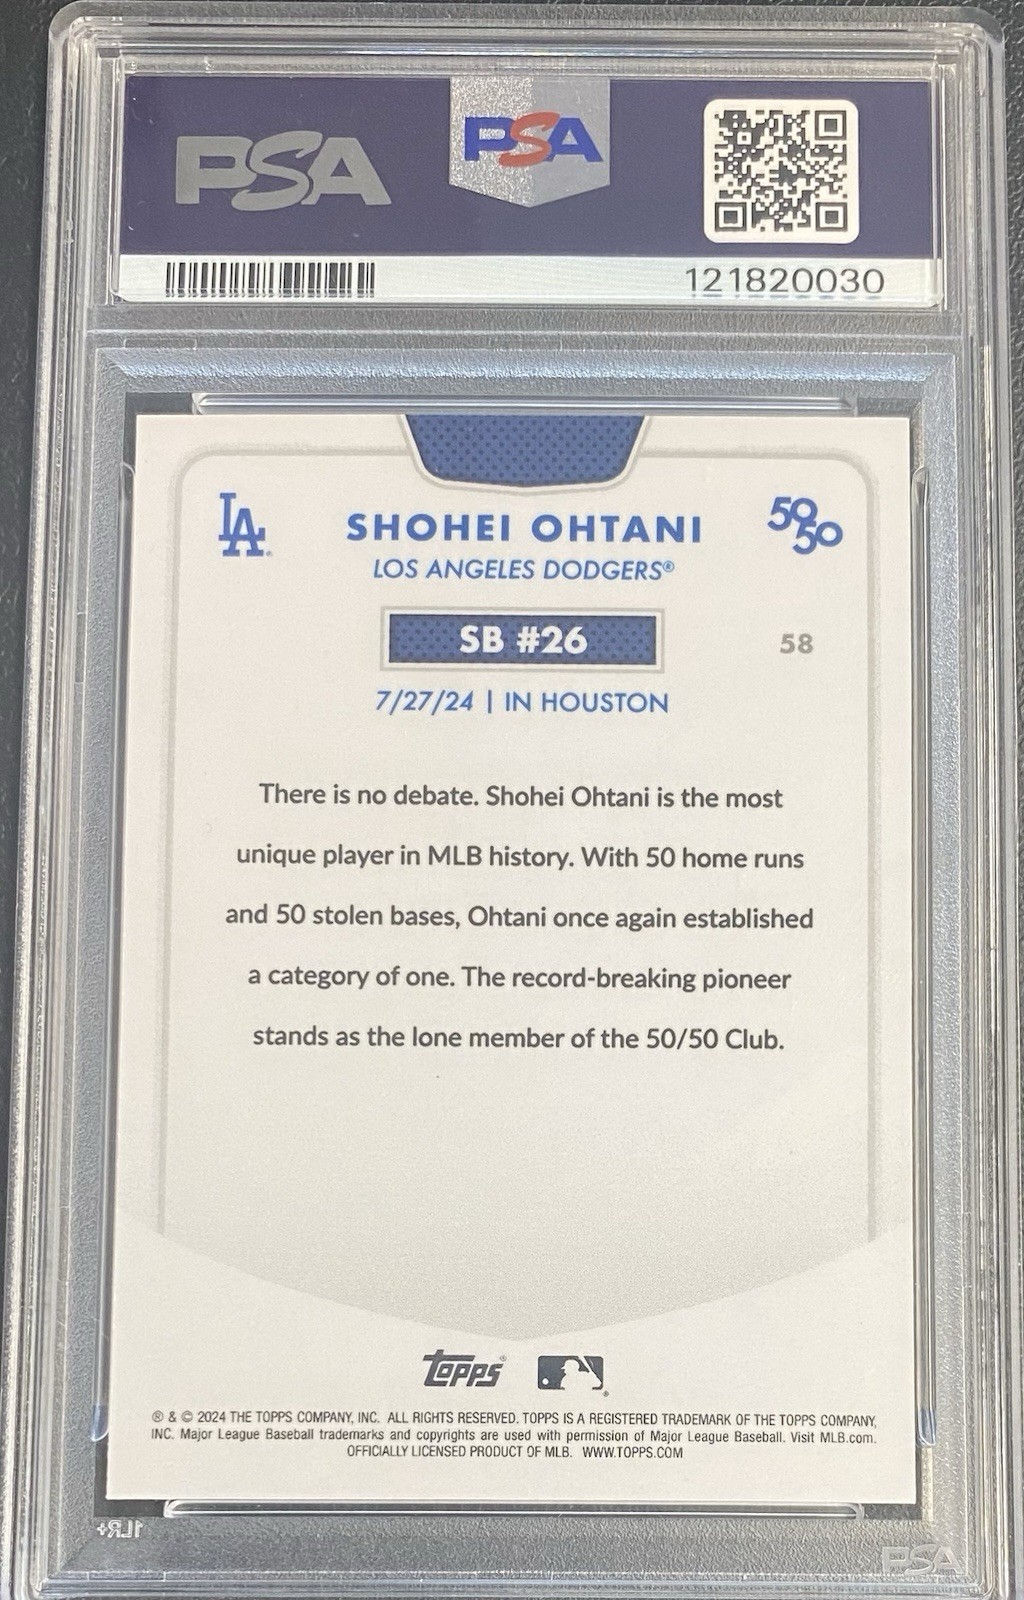 PSA
PSA
121820030
LA
SHOHEI OHTANI
50/50
LOS ANGELES DODGERS®
SB #26
58
7/27/24 | IN HOUSTON
There is no debate. Shohei Ohtani is the most
unique player in MLB history. With 50 home runs
and 50 stolen bases, Ohtani once again established
a category of one. The record-breaking pioneer
stands as the lone member of the 50/50 Club.
Topps®
® & © 2024 THE TOPPS COMPANY, INC. ALL RIGHTS RESERVED. TOPPS IS A REGISTERED TRADEMARK OF THE TOPPS COMPANY,
INC. Major League Baseball trademarks and copyrights are used with permission of Major League Baseball. Visit MLB.com.
OFFICIALLY LICENSED PRODUCT OF MLB. WWW.TOPPS.COM
1LR+
PSA